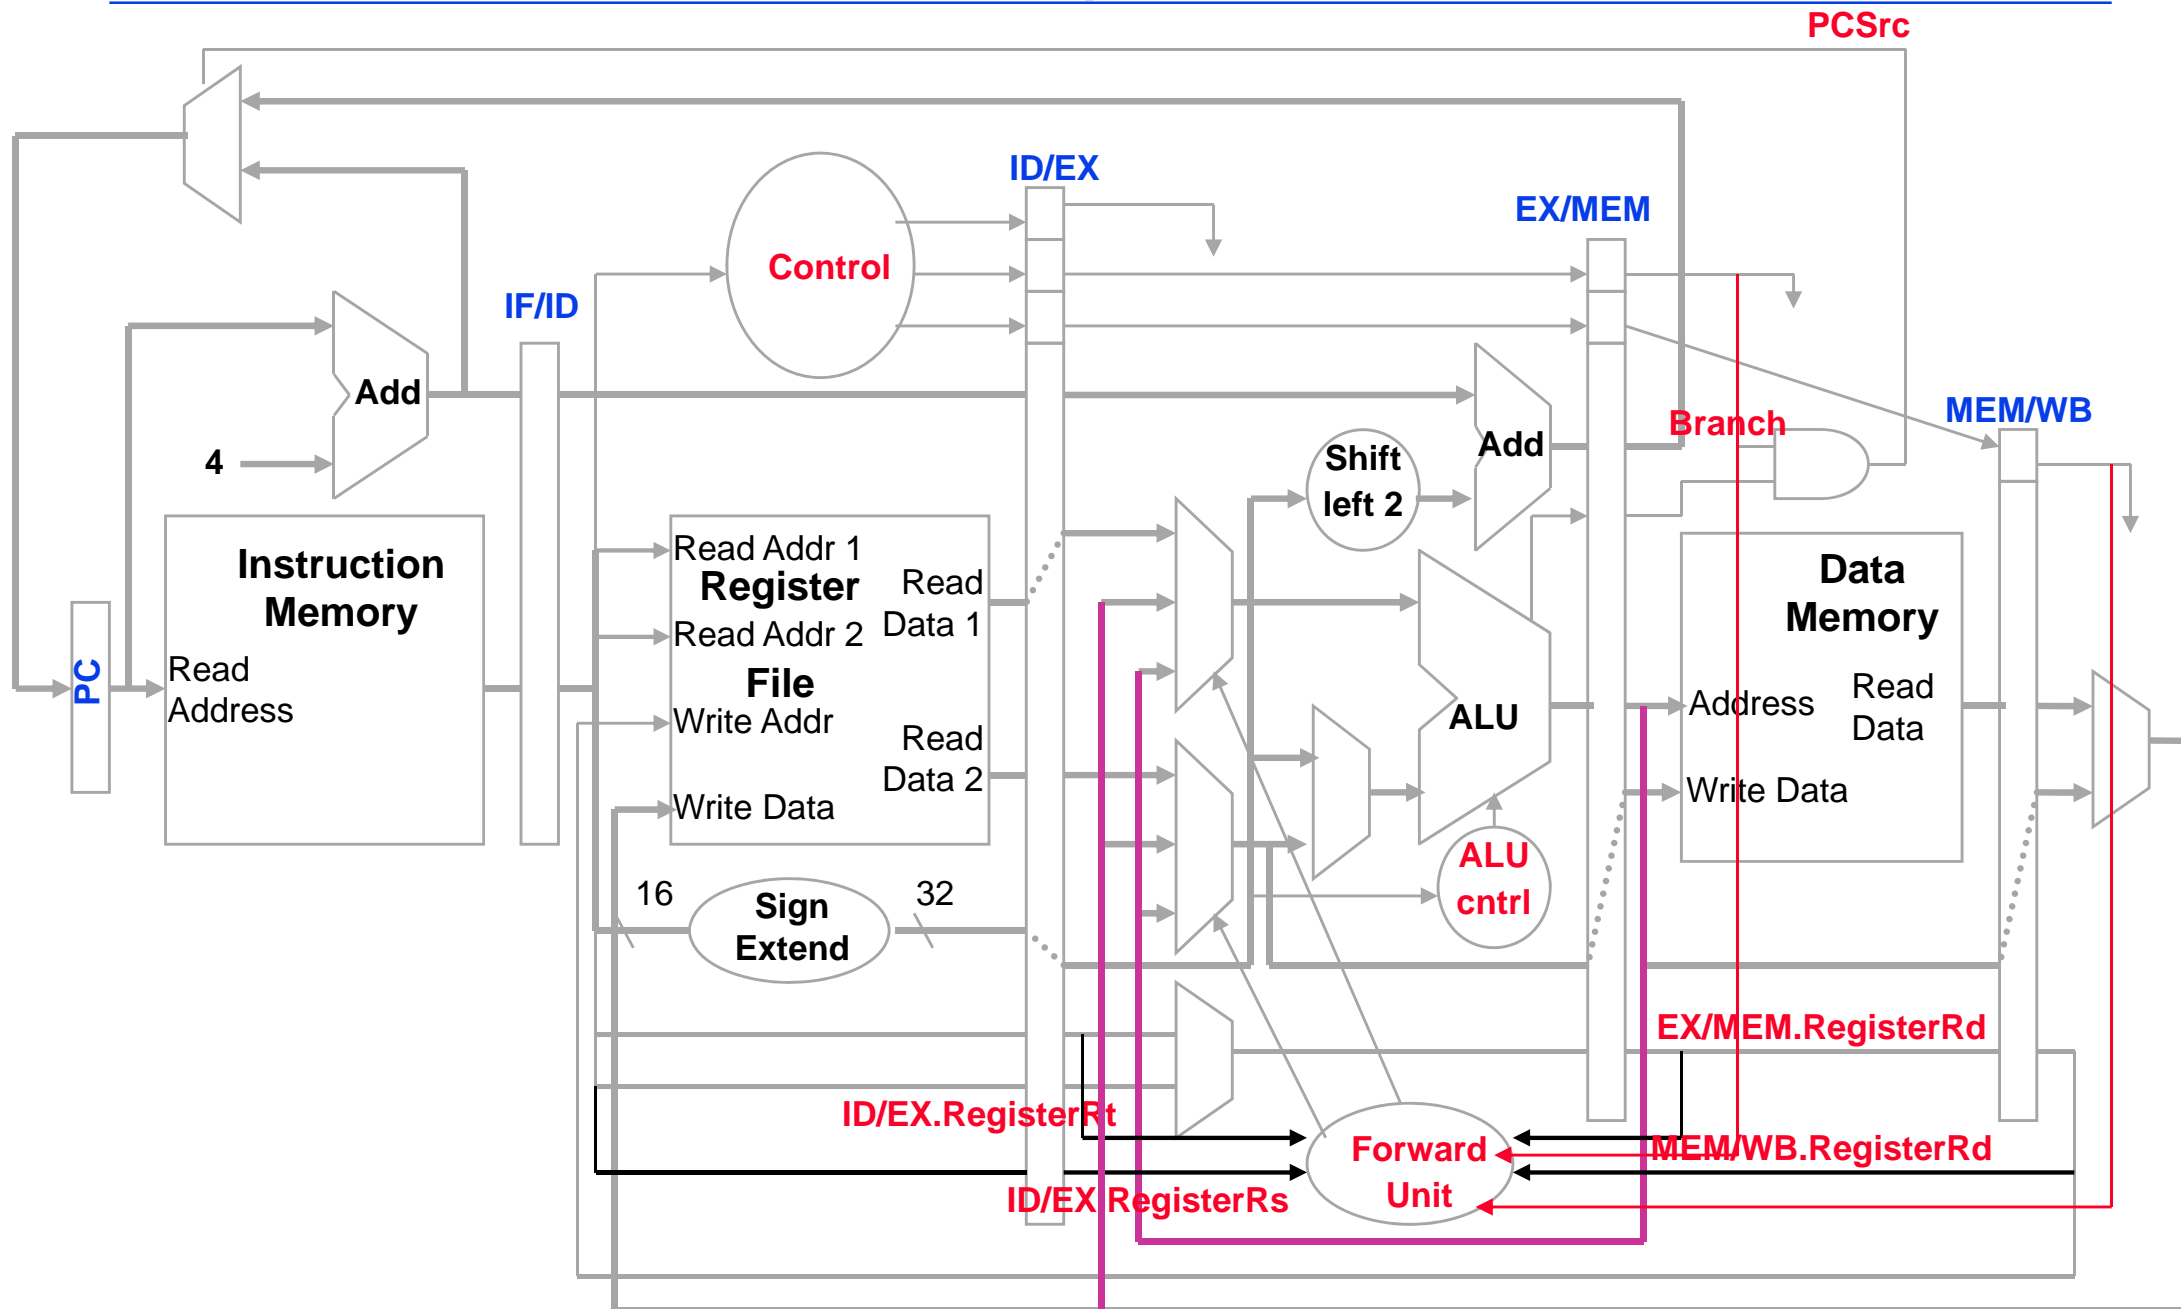 PCSrc
ID/EX
EX/MEM
Control
IF/ID
Add
MEM/WB
Branch
Add
4
Shift
left 2
Instruction
Memory
Read Addr 1
Register
Read
Data 1
Read Addr 2
File
Write Addr
Read
Data 2
Write Data
Data
Memory
PC
Read
Address
ALU
Address
Read
Data
Write Data
ALU
cntrl
16
Sign
Extend
32
EX/MEM.RegisterRd
ID/EX.RegisterRt
Forward
Unit
MEM/WB.RegisterRd
ID/EX RegisterRs